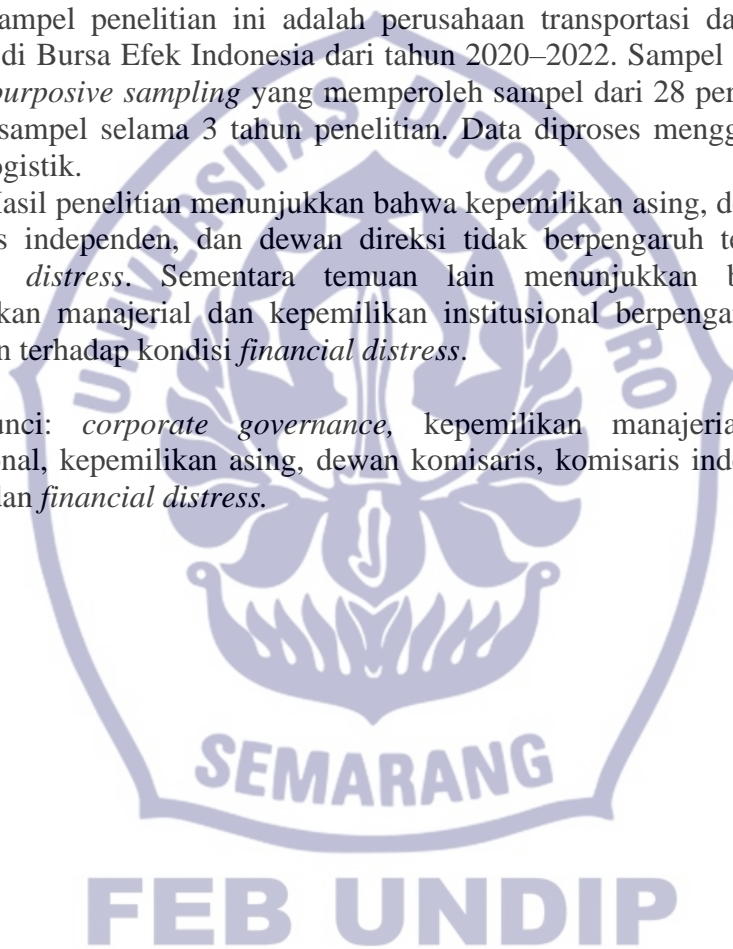 ampel penelitian ini adalah perusahaan transportasi da
di Bursa Efek Indonesia dari tahun 2020–2022. Sampel
purposive sampling yang memperoleh sampel dari 28 per
sampel selama 3 tahun penelitian. Data diproses mengg
ogistik.
Hasil penelitian menunjukkan bahwa kepemilikan asing, d
s independen, dan dewan direksi tidak berpengaruh te
distress. Sementara temuan lain menunjukkan b
kan manajerial dan kepemilikan institusional berpenga
n terhadap kondisi financial distress.
unci: corporate governance, kepemilikan manajeria
onal, kepemilikan asing, dewan komisaris, komisaris inde
dan financial distress.
UNIVERSITAS DIPONEGORO
SEMARANG
FEB UNDIP